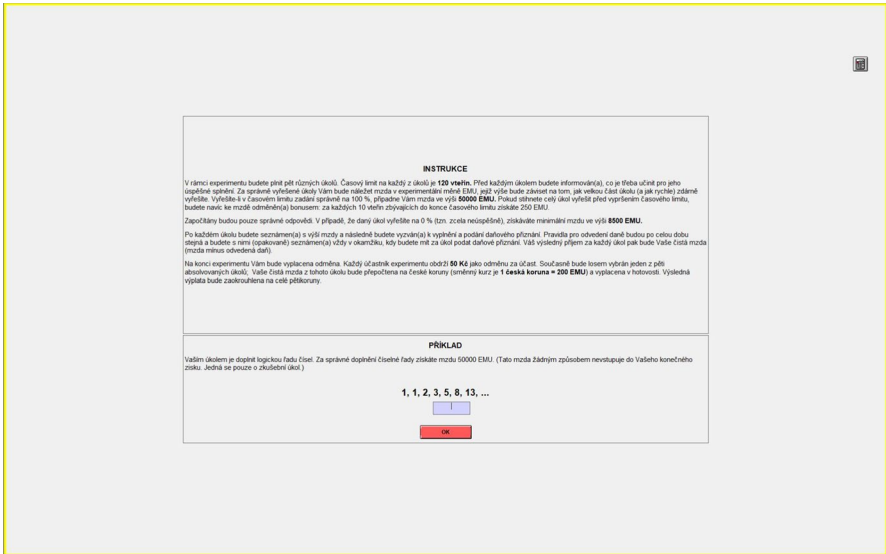 INSTRUKCE
V rámci experimentu budete plnit pět různých úkolů. Časový limit na každý z úkolů je 120 vteřin. Před každým úkolem budete informován(a), co je třeba učinit pro jeho
úspěšné splnění. Za správně vyřešené úkoly Vám bude náležet mzda v experimentální měně EMU, jejíž výše bude záviset na tom, jak velkou část úkolu (a jak rychle) zdárně
vyřešíte. Vyřešíte-li v časovém limitu zadání správně na 100 %, připadne Vám mzda ve výši 50000 EMU. Pokud stihnete celý úkol vyřešit před vypršením časového limitu,
budete navíc ke mzdě odměněn(a) bonusem: za každých 10 vteřin zbývajících do konce časového limitu získáte 250 EMU.
Započítány budou pouze správné odpovědi. V případě, že daný úkol vyřešíte na 0 % (tzn. zcela neúspěšně), získáváte minimální mzdu ve výši 8500 EMU.
Po každém úkolu budete seznámen(a) s výší mzdy a následně budete vyzván(a) k vyplnění a podání daňového přiznání. Pravidla pro odvedení daně budou po celou dobu
stejná a budete s nimi (opakovaně) seznámen(a) vždy v okamžiku, kdy budete mít za úkol podat daňové přiznání. Váš výsledný příjem za každý úkol pak bude Vaše čistá mzda
(mzda mínus odvedená daň).
Na konci experimentu Vám bude vyplacena odměna. Každý účastník experimentu obdrží 50 Kč jako odměnu za účast. Současně bude losem vybrán jeden z pěti
absolvovaných úkolů; Vaše čistá mzda z tohoto úkolu bude přepočtena na české koruny (směnný kurz je 1 česká koruna = 200 EMU) a vyplacena v hotovosti. Výsledná
výplata bude zaokrouhlena na celé pětikoruny.
PŘÍKLAD
Vaším úkolem je doplnit logickou řadu čísel. Za správné doplnění číselné řady získáte mzdu 50000 EMU. (Tato mzda žádným způsobem nevstupuje do Vašeho konečného
zisku. Jedná se pouze o zkušební úkol.)
1, 1, 2, 3, 5, 8, 13, ...
OK